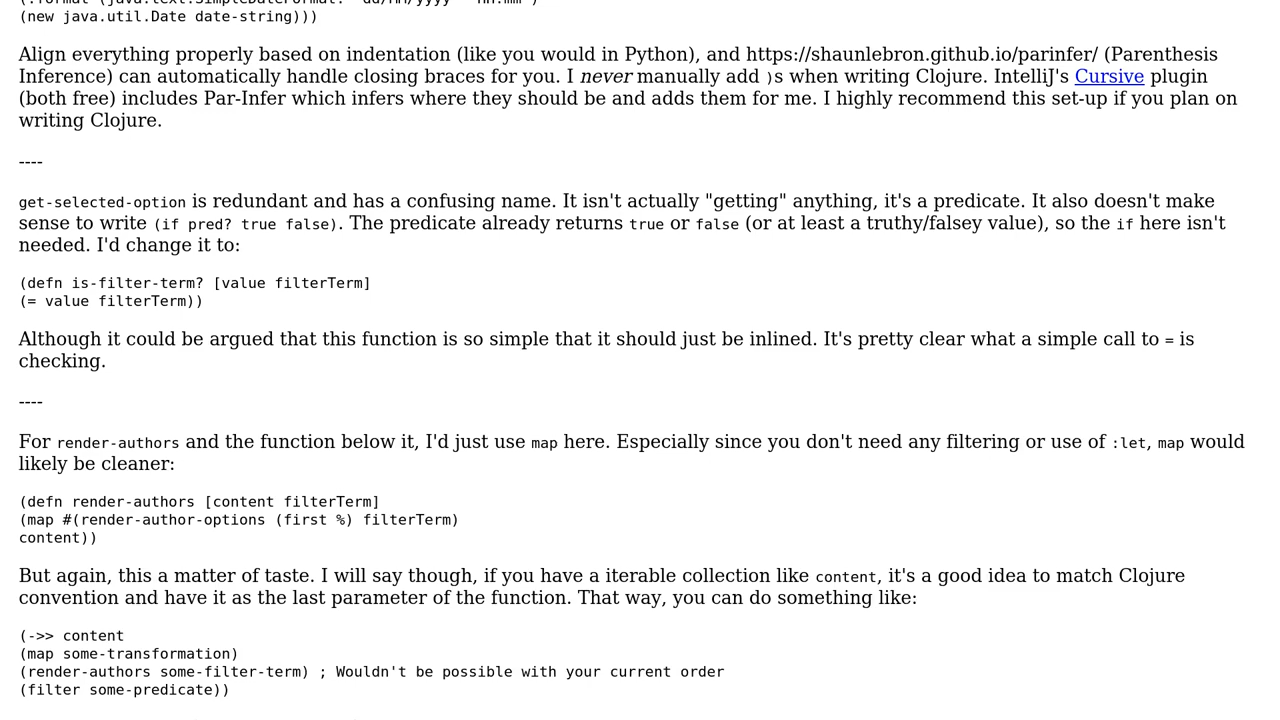 (new java.util.Date date-string)))
Align everything properly based on indentation (like you would in Python), and https://shaunlebron.github.io/parinfer/ (Parenthesis
Inference) can automatically handle closing braces for you. I never manually add )s when writing Clojure. IntelliJ's Cursive plugin
(both free) includes Par-Infer which infers where they should be and adds them for me. I highly recommend this set-up if you plan on
writing Clojure.
----
get-selected-option is redundant and has a confusing name. It isn't actually "getting" anything, it's a predicate. It also doesn't make
sense to write (if pred? true false). The predicate already returns true or false (or at least a truthy/falsey value), so the if here isn't
needed. I'd change it to:
(defn is-filter-term? [value filterTerm]
(= value filterTerm))
Although it could be argued that this function is so simple that it should just be inlined. It's pretty clear what a simple call to = is
checking.
----
For render-authors and the function below it, I'd just use map here. Especially since you don't need any filtering or use of :let, map would
likely be cleaner:
(defn render-authors [content filterTerm]
(map #(render-author-options (first %) filterTerm)
content))
But again, this a matter of taste. I will say though, if you have a iterable collection like content, it's a good idea to match Clojure
convention and have it as the last parameter of the function. That way, you can do something like:
(->> content
(map some-transformation)
(render-authors some-filter-term) ; Wouldn't be possible with your current order
(filter some-predicate))